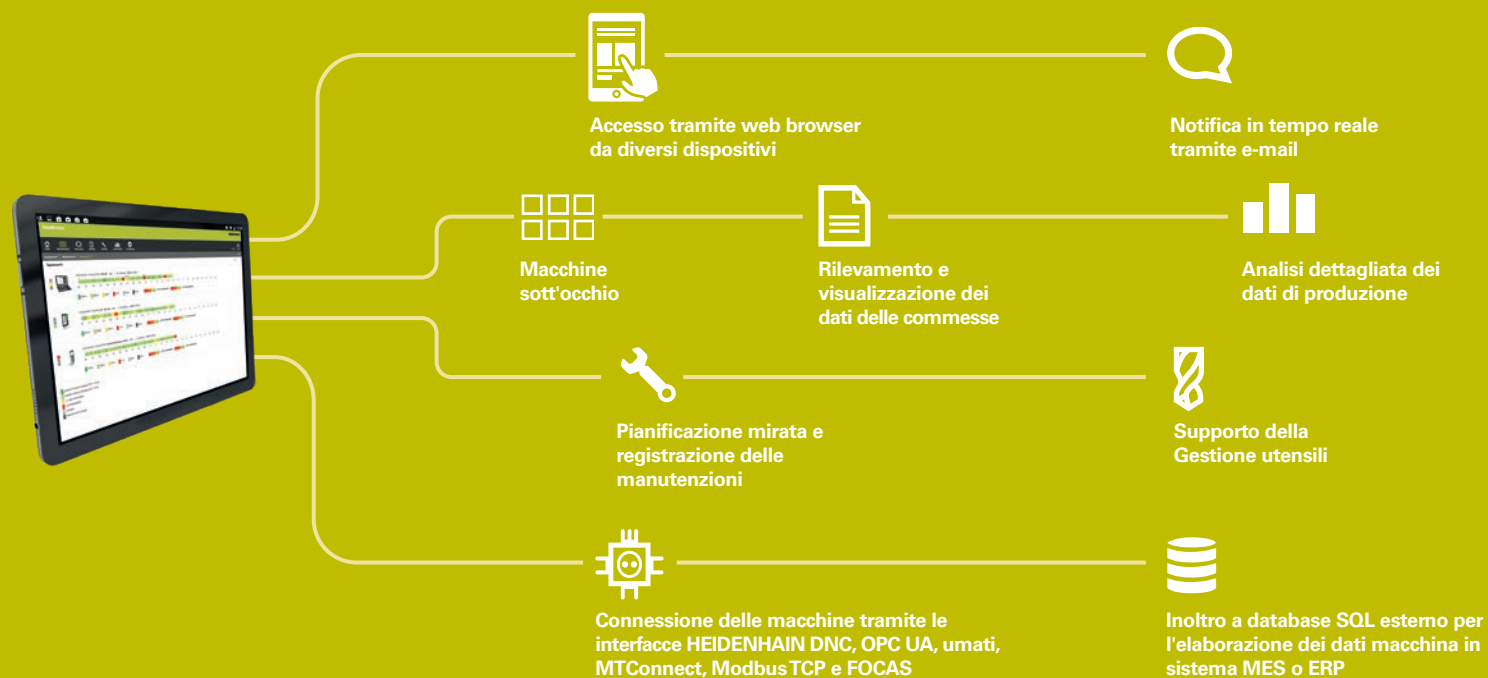 Accesso tramite web browser
da diversi dispositivi
Notifica in tempo reale
tramite e-mail
Macchine
sott'occhio
Rilevamento e
visualizzazione dei
dati delle commesse
Analisi dettagliata dei
dati di produzione
Pianificazione mirata e
registrazione delle
manutenzioni
Supporto della
Gestione utensili
Connessione delle macchine tramite le
interfacce HEIDENHAIN DNC, OPC UA, umati,
MTConnect, Modbus TCP e FOCAS
Inoltro a database SQL esterno per
l'elaborazione dei dati macchina in
sistema MES o ERP